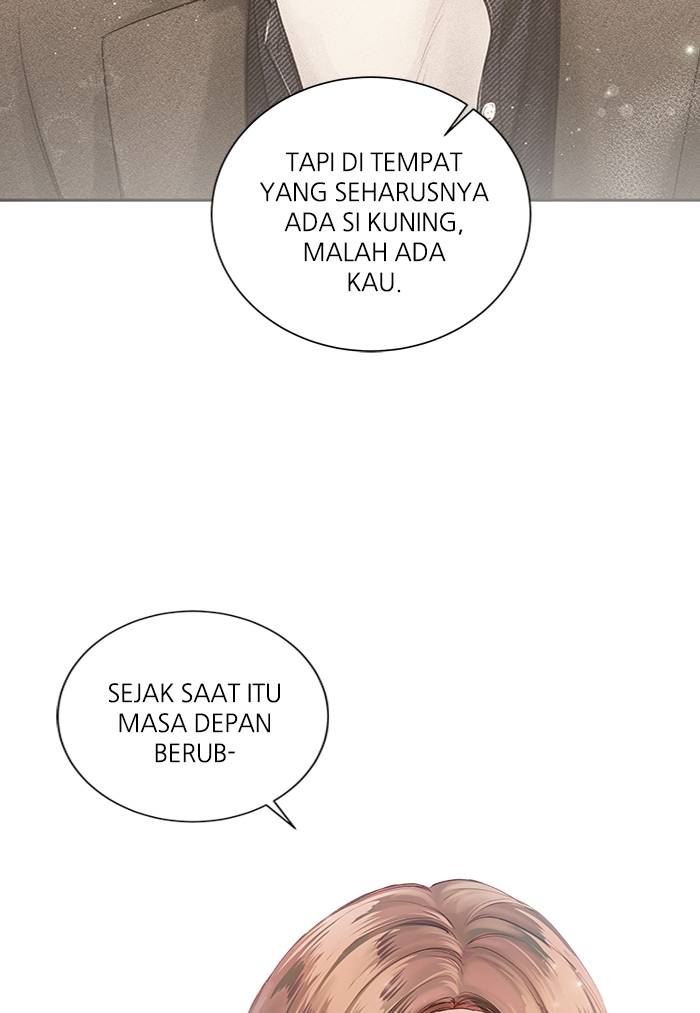 TAPI DI TEMPAT
YANG SEHARUSNYA
ADA SI KUNING,
MALAH ADA
KAU.
SEJAK SAAT ITU
MASA DEPAN
BERUB-